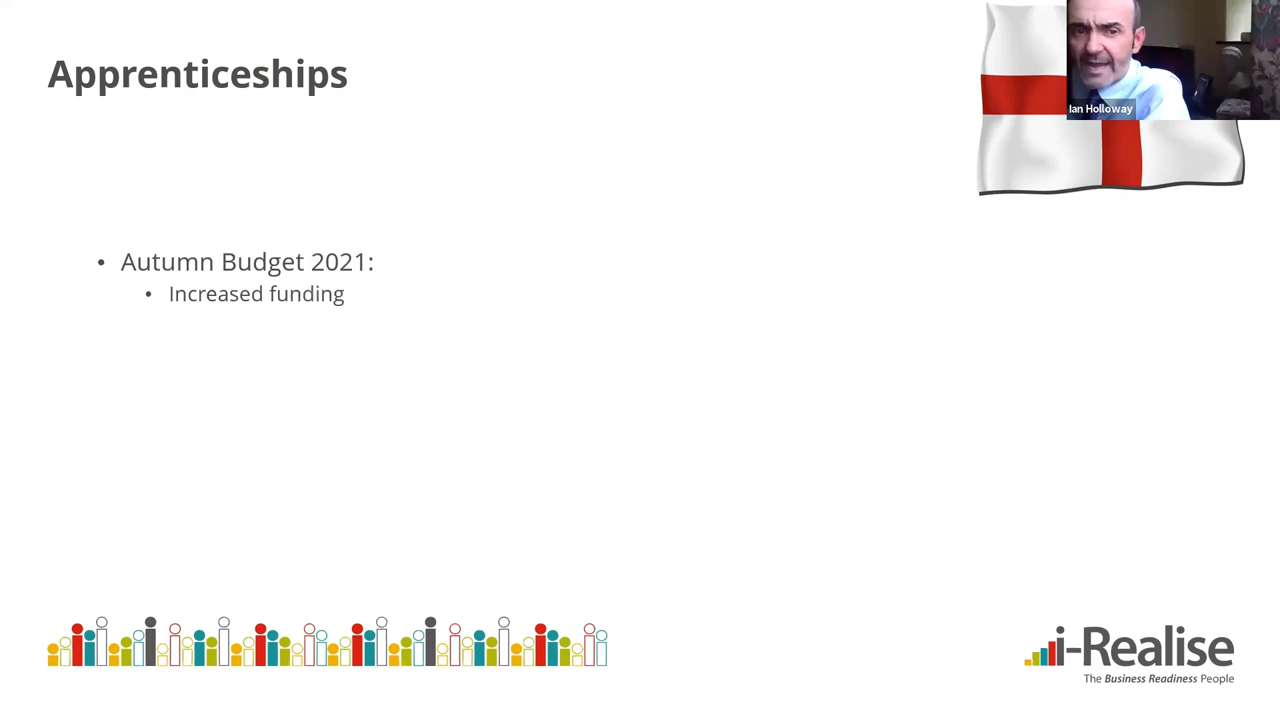 Apprenticeships
Ian Holloway
• Autumn Budget 2021:
• Increased funding
i-Realise
The Business Readiness People